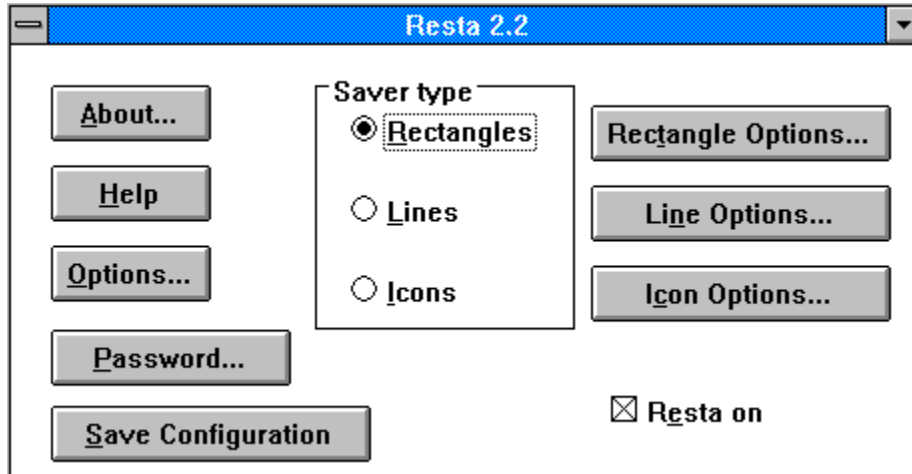 Resta 2.2
About...
Help
Options...
Password...
Save Configuration
Saver type
Rectangles
Lines
Icons
Rectangle Options...
Line Options...
Icon Options...
Resta on